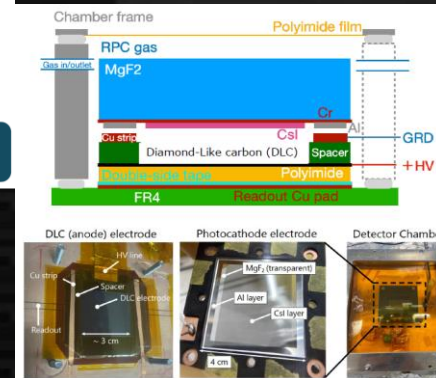 Chamber frame
Polyimide film
RPC gas
Gas in/outlet
MgF2
Cr
CsI
Al
Cu strip
GRD
Diamond-Like carbon (DLC)
Spacer
+HV
Polyimide
Double-side tape
FR4
Readout Cu pad
DLC (anode) electrode
Photocathode electrode
Detector Chamb
HV line
Cu strip
Spacer
DLC electrode
Readout
~ 3 cm
MgF2 (transparent)
Al layer
CsI layer
4 cm